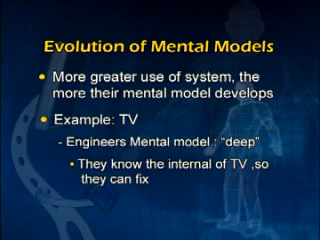 Evolution of Mental Models
• More greater use of system, the
more their mental model develops
• Example: TV
- Engineers Mental model : “deep”
• They know the internal of TV ,so
they can fix